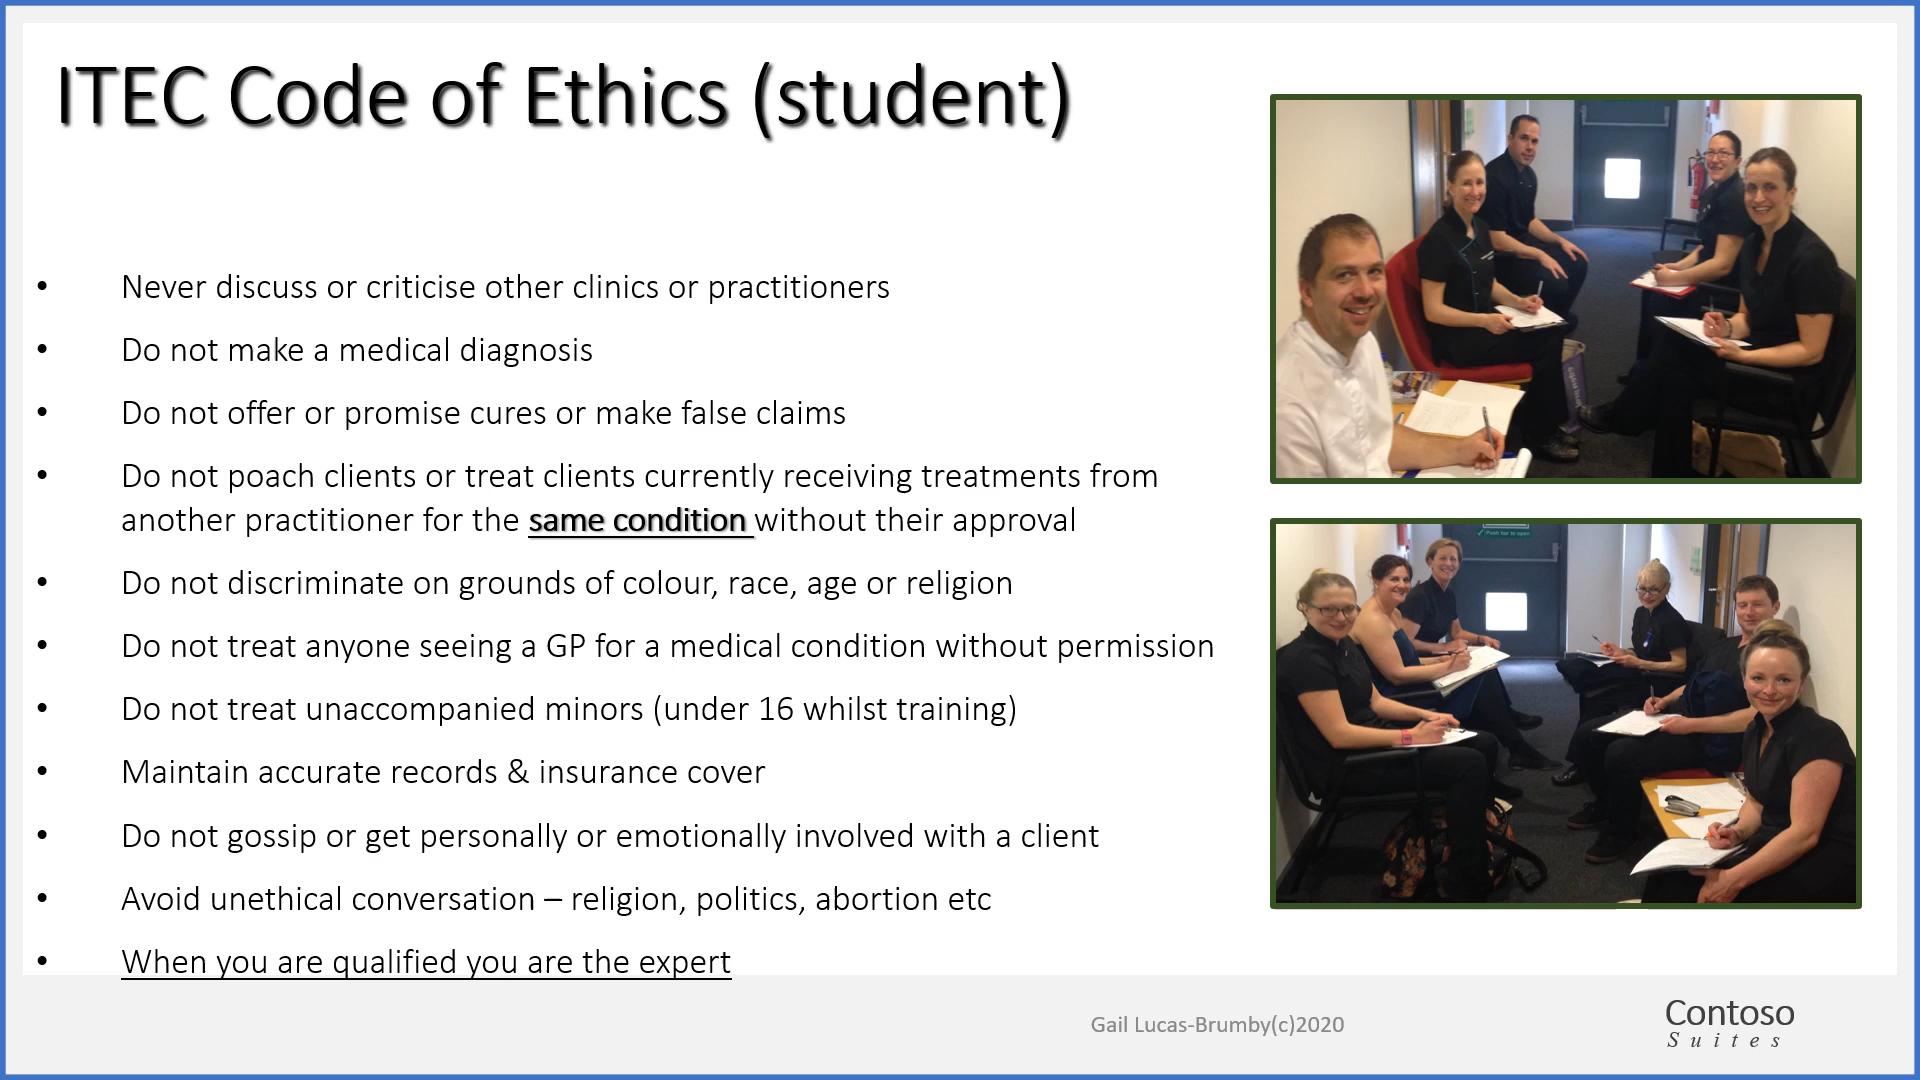 ITEC Code of Ethics (student)
• Never discuss or criticise other clinics or practitioners
• Do not make a medical diagnosis
• Do not offer or promise cures or make false claims
• Do not poach clients or treat clients currently receiving treatments from
another practitioner for the same condition without their approval
• Do not discriminate on grounds of colour, race, age or religion
• Do not treat anyone seeing a GP for a medical condition without permission
• Do not treat unaccompanied minors (under 16 whilst training)
• Maintain accurate records & insurance cover
• Do not gossip or get personally or emotionally involved with a client
• Avoid unethical conversation – religion, politics, abortion etc
• When you are qualified you are the expert
Push bar to open
Gail Lucas-Brumby(c)2020
Contoso
Suites